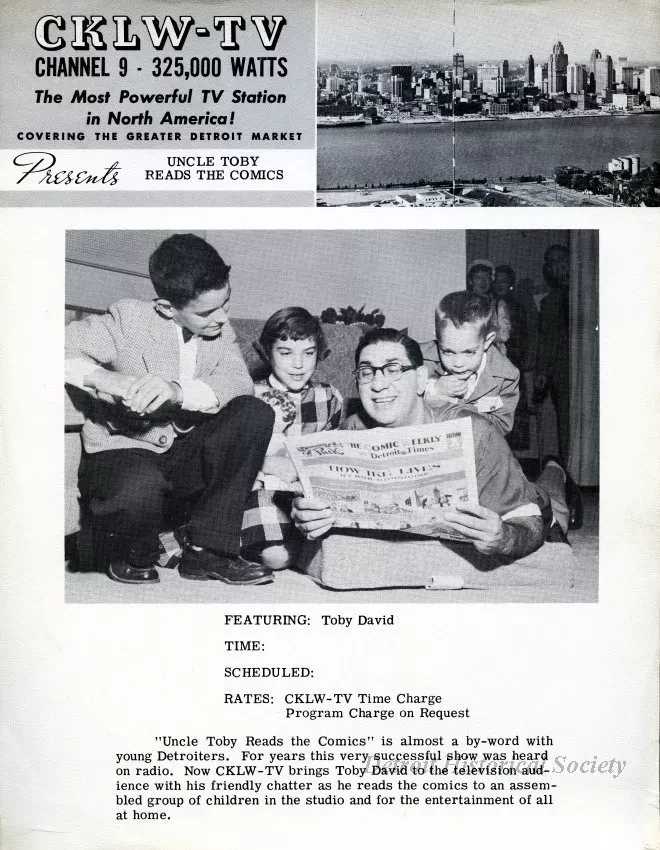 CKLW-TV
CHANNEL 9 - 325,000 WATTS
The Most Powerful TV Station
in North America!
COVERING THE GREATER DETROIT MARKET
Presents
UNCLE TOBY
READS THE COMICS
THE COMIC WEEKLY
Detroit Times
HOW IKE LIVES
FEATURING: Toby David
TIME:
SCHEDULED:
RATES: CKLW-TV Time Charge
Program Charge on Request
"Uncle Toby Reads the Comics" is almost a by-word with
young Detroiters. For years this very successful show was heard
on radio. Now CKLW-TV brings Toby David to the television aud-
ience with his friendly chatter as he reads the comics to an assem-
bled group of children in the studio and for the entertainment of all
at home.
Detroit Historical Society